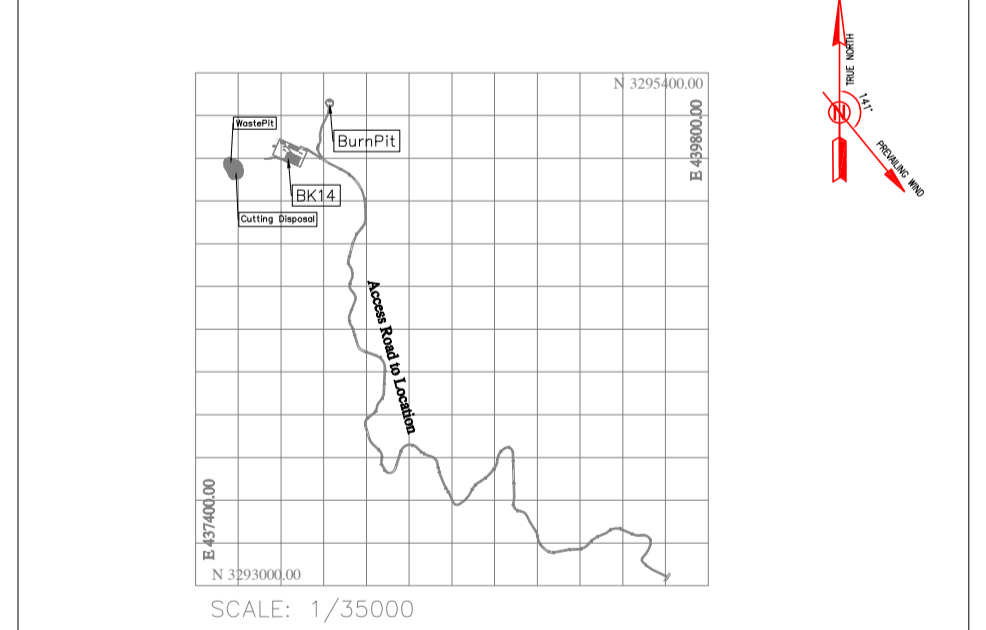 N 3295400.00
E 439800.00
WastePit
BurnPit
BK14
Cutting Disposal
Access Road to Location
E 437400.00
N 3293000.00
SCALE: 1/35000
TRUE NORTH
141°
N
PREVAILING WIND